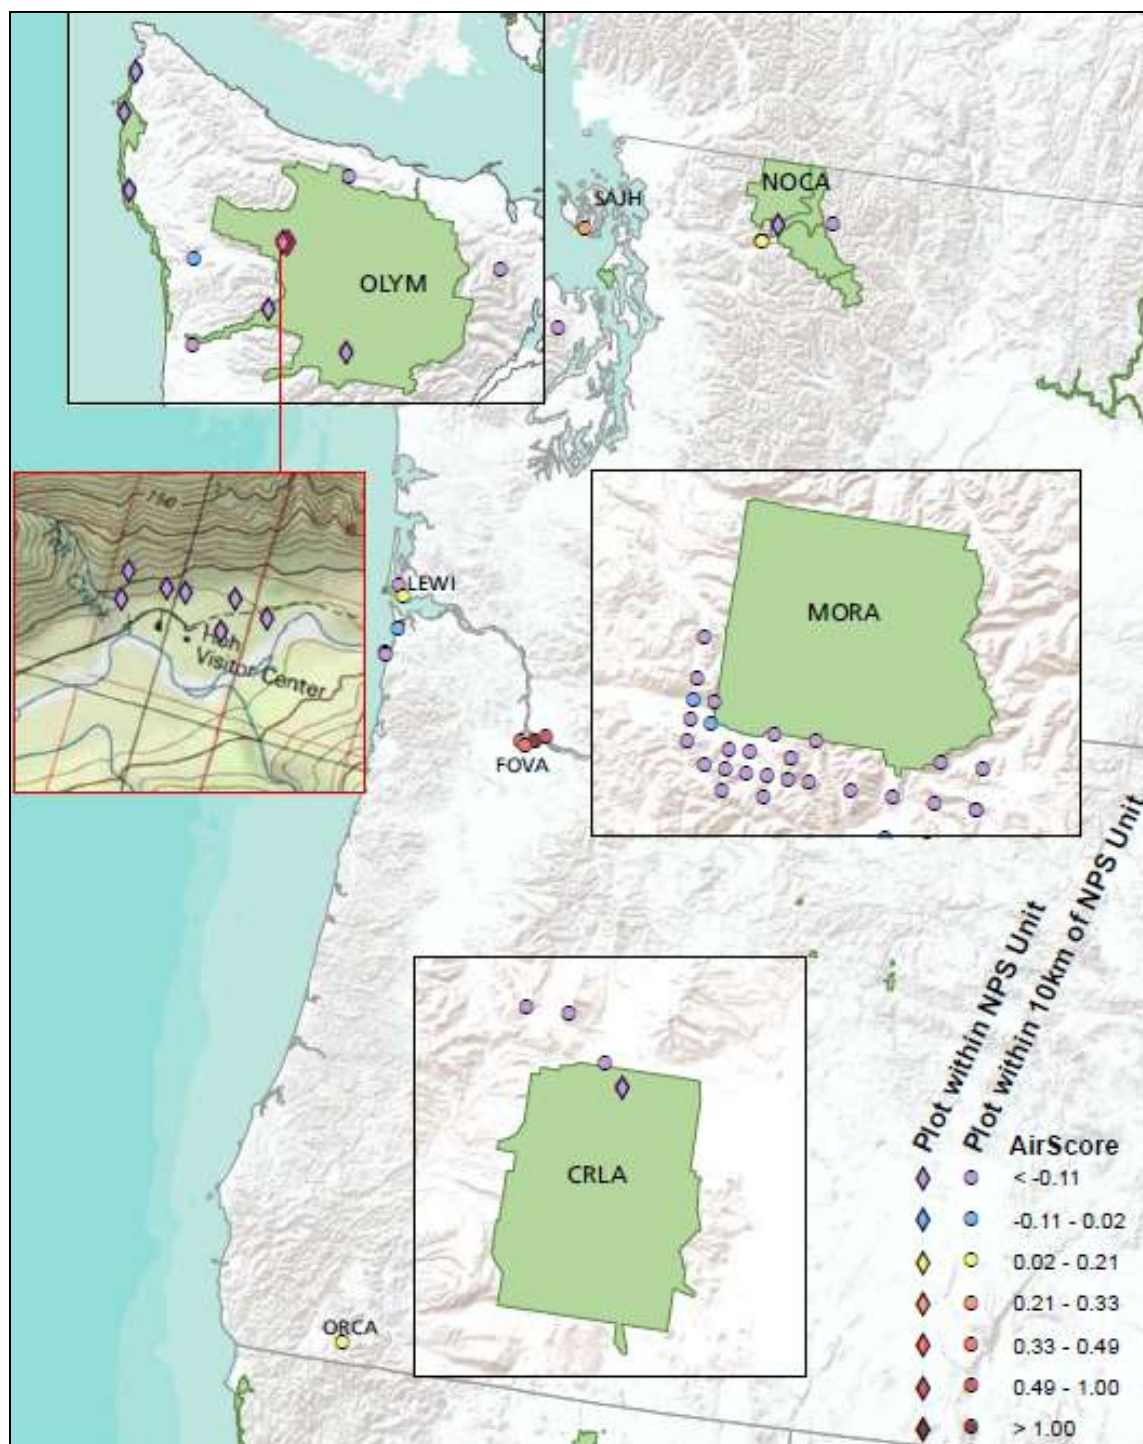 SAJH
NOCA
OLYM
760
Hoh
Visitor Center
LEWI
MORA
FOVA
CRLA
ORCA
Plot within NPS Unit
Plot within 10km of NPS Unit
AirScore
< -0.11
-0.11 - 0.02
0.02 - 0.21
0.21 - 0.33
0.33 - 0.49
0.49 - 1.00
> 1.00